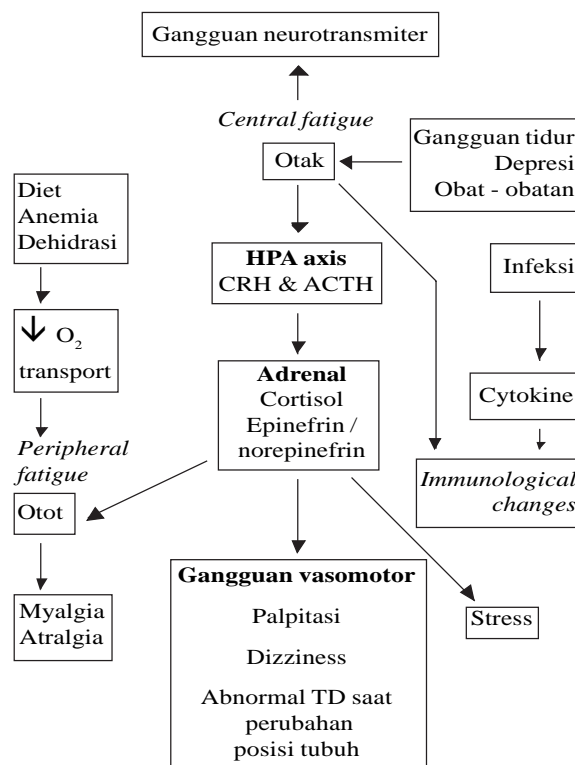 Gangguan neurotransmiter
Central fatigue
Otak
Gangguan tidur
Depresi
Obat - obatan
Diet
Anemia
Dehidrasi
HPA axis
CRH & ACTH
Infeksi
↓ O₂
transport
Adrenal
Cortisol
Epinefrin /
norepinefrin
Cytokine
Peripheral
fatigue
Otot
Immunological
changes
Myalgia
Atralgia
Gangguan vasomotor
Palpitasi
Dizziness
Abnormal TD saat
perubahan
posisi tubuh
Stress